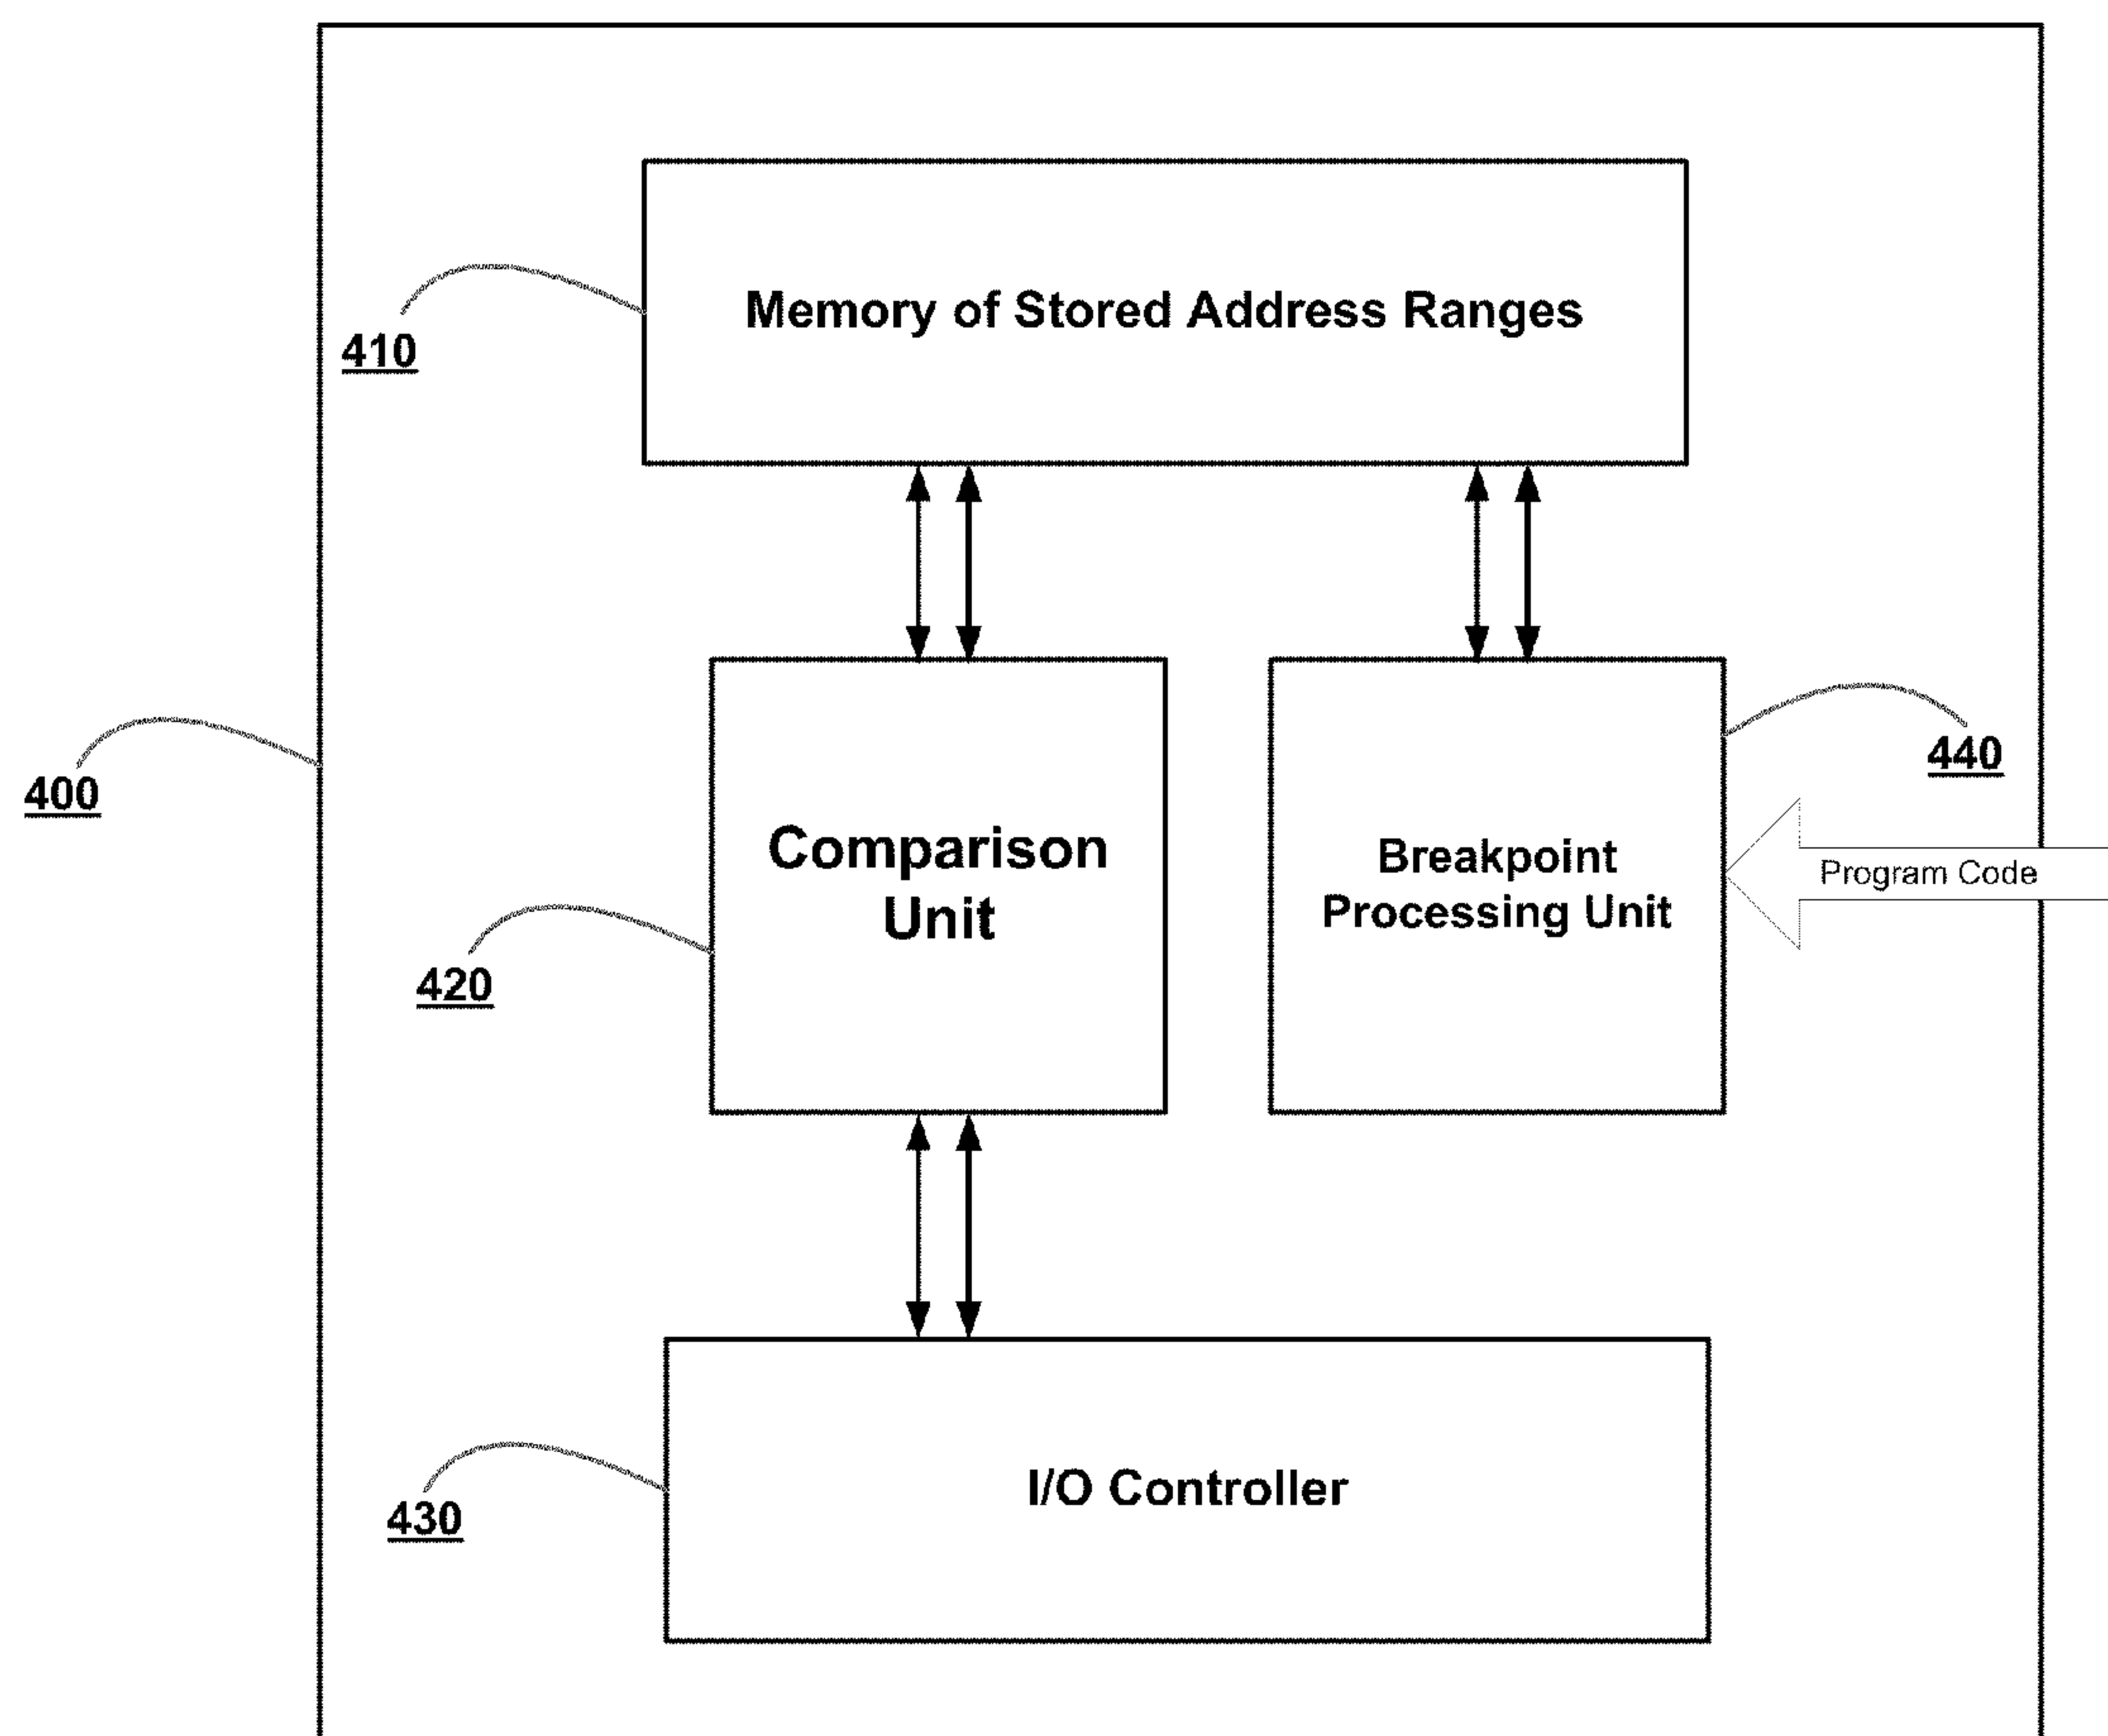 Memory of Stored Address Ranges
410
400
440
Comparison
Unit
Breakpoint
Processing Unit
Program Code
420
I/O Controller
430